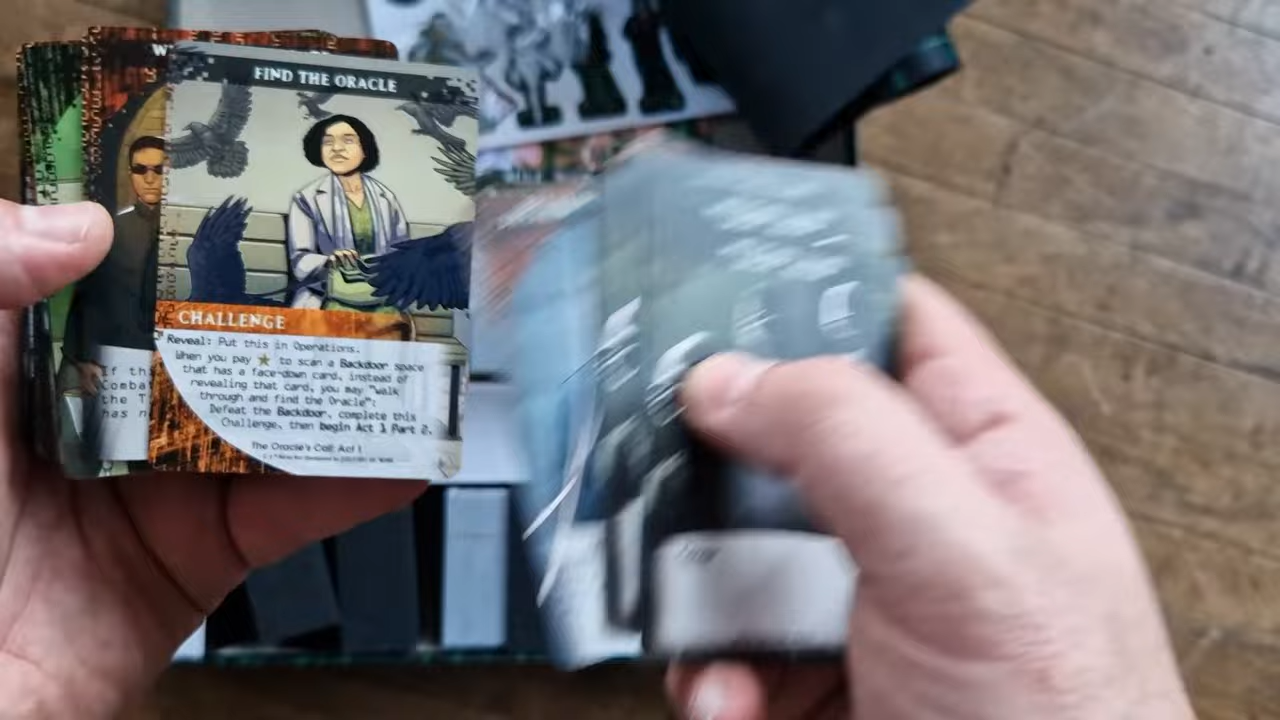 FIND THE ORACLE
CHALLENGE
Reveal: Put this in Operations.
When you pay ★ to scan a Backdoor space
that has a face-down card, instead of
revealing that card, you may "walk
through and find the Oracle":
Defeat the Backdoor, complete this
Challenge, then begin Act 1 Part 2.
The Oracle's Call: Act 1
If th
Comba
the T
has n